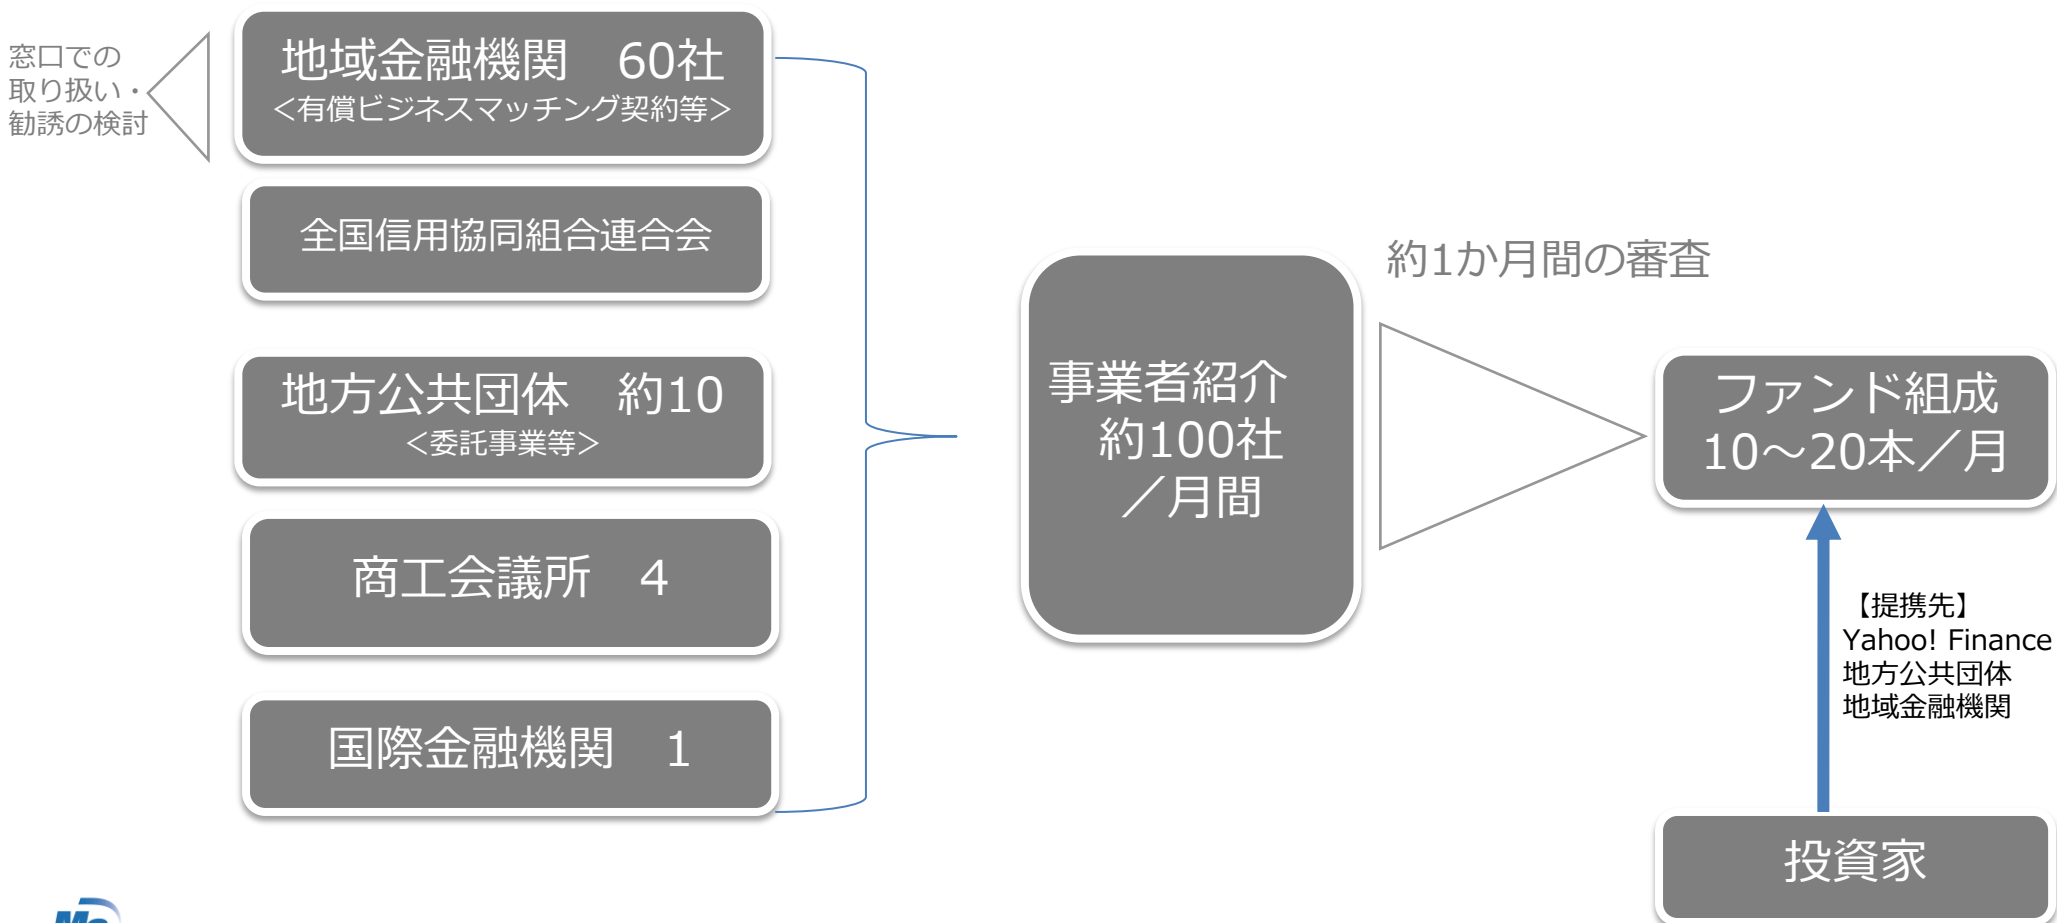 窓口での
取り扱い・
勧誘の検討
地域金融機関　60社
＜有償ビジネスマッチング契約等＞
全国信用協同組合連合会
地方公共団体　約10
＜委託事業等＞
商工会議所　4
国際金融機関　1
事業者紹介
約100社
／月間
約1か月間の審査
ファンド組成
10～20本／月
【提携先】
Yahoo! Finance
地方公共団体
地域金融機関
投資家